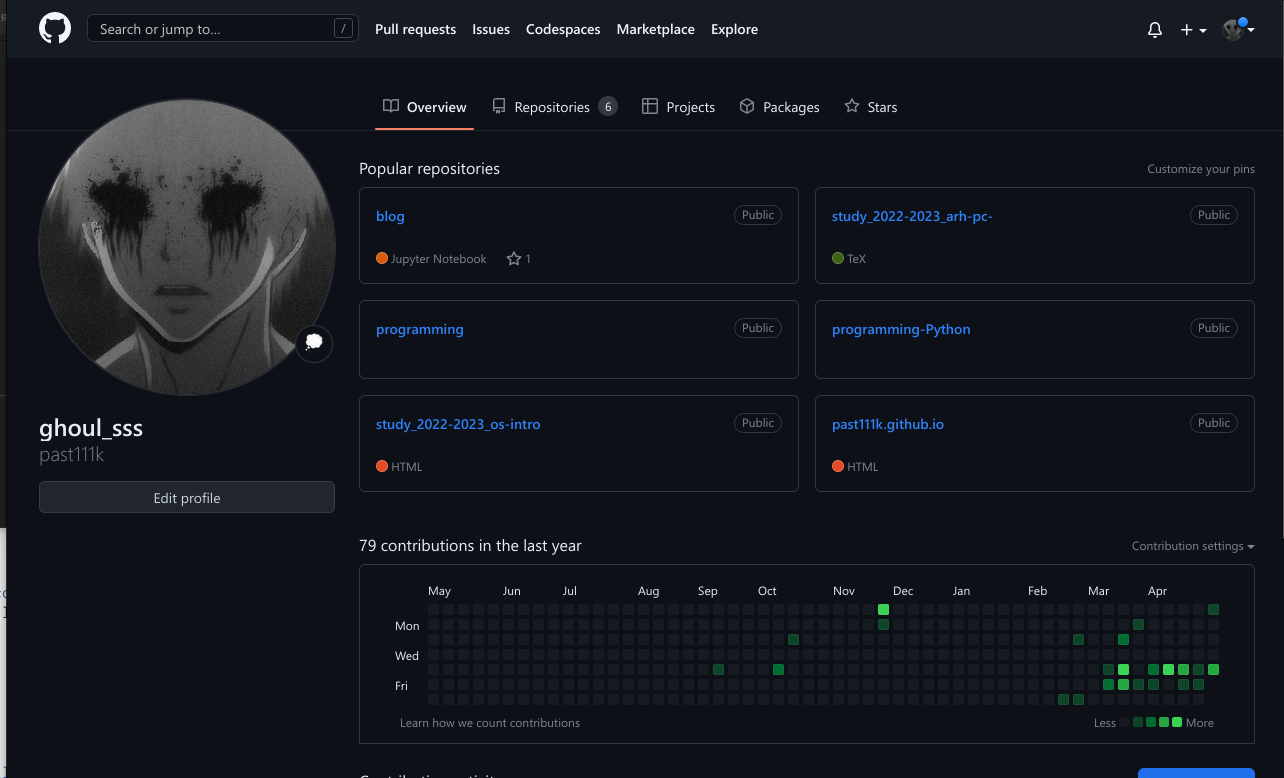 Search or jump to... / Pull requests Issues Codespaces Marketplace Explore
Overview Repositories 6 Projects Packages Stars
Popular repositories Customize your pins
blog Public
Jupyter Notebook 1
study_2022-2023_arh-pc- Public
TeX
programming Public
programming-Python Public
study_2022-2023_os-intro Public
HTML
past111k.github.io Public
HTML
ghoul_sss
past111k
Edit profile
79 contributions in the last year Contribution settings
May Jun Jul Aug Sep Oct Nov Dec Jan Feb Mar Apr
Mon
Wed
Fri
Learn how we count contributions Less More